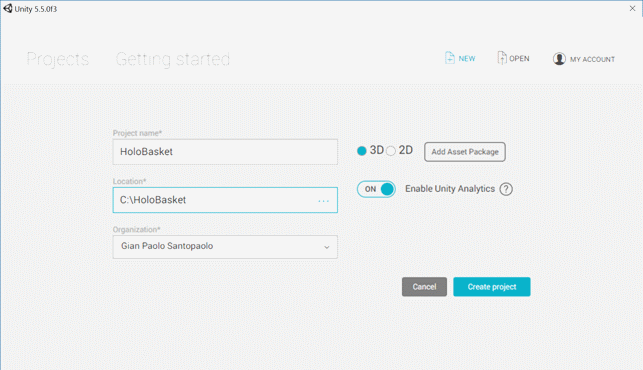 Unity 5.5.0f3
Projects Getting started NEW OPEN MY ACCOUNT
Project name*
HoloBasket 3D 2D Add Asset Package
Location*
C:\HoloBasket ... ON Enable Unity Analytics ?
Organization*
Gian Paolo Santopaolo
Cancel Create project